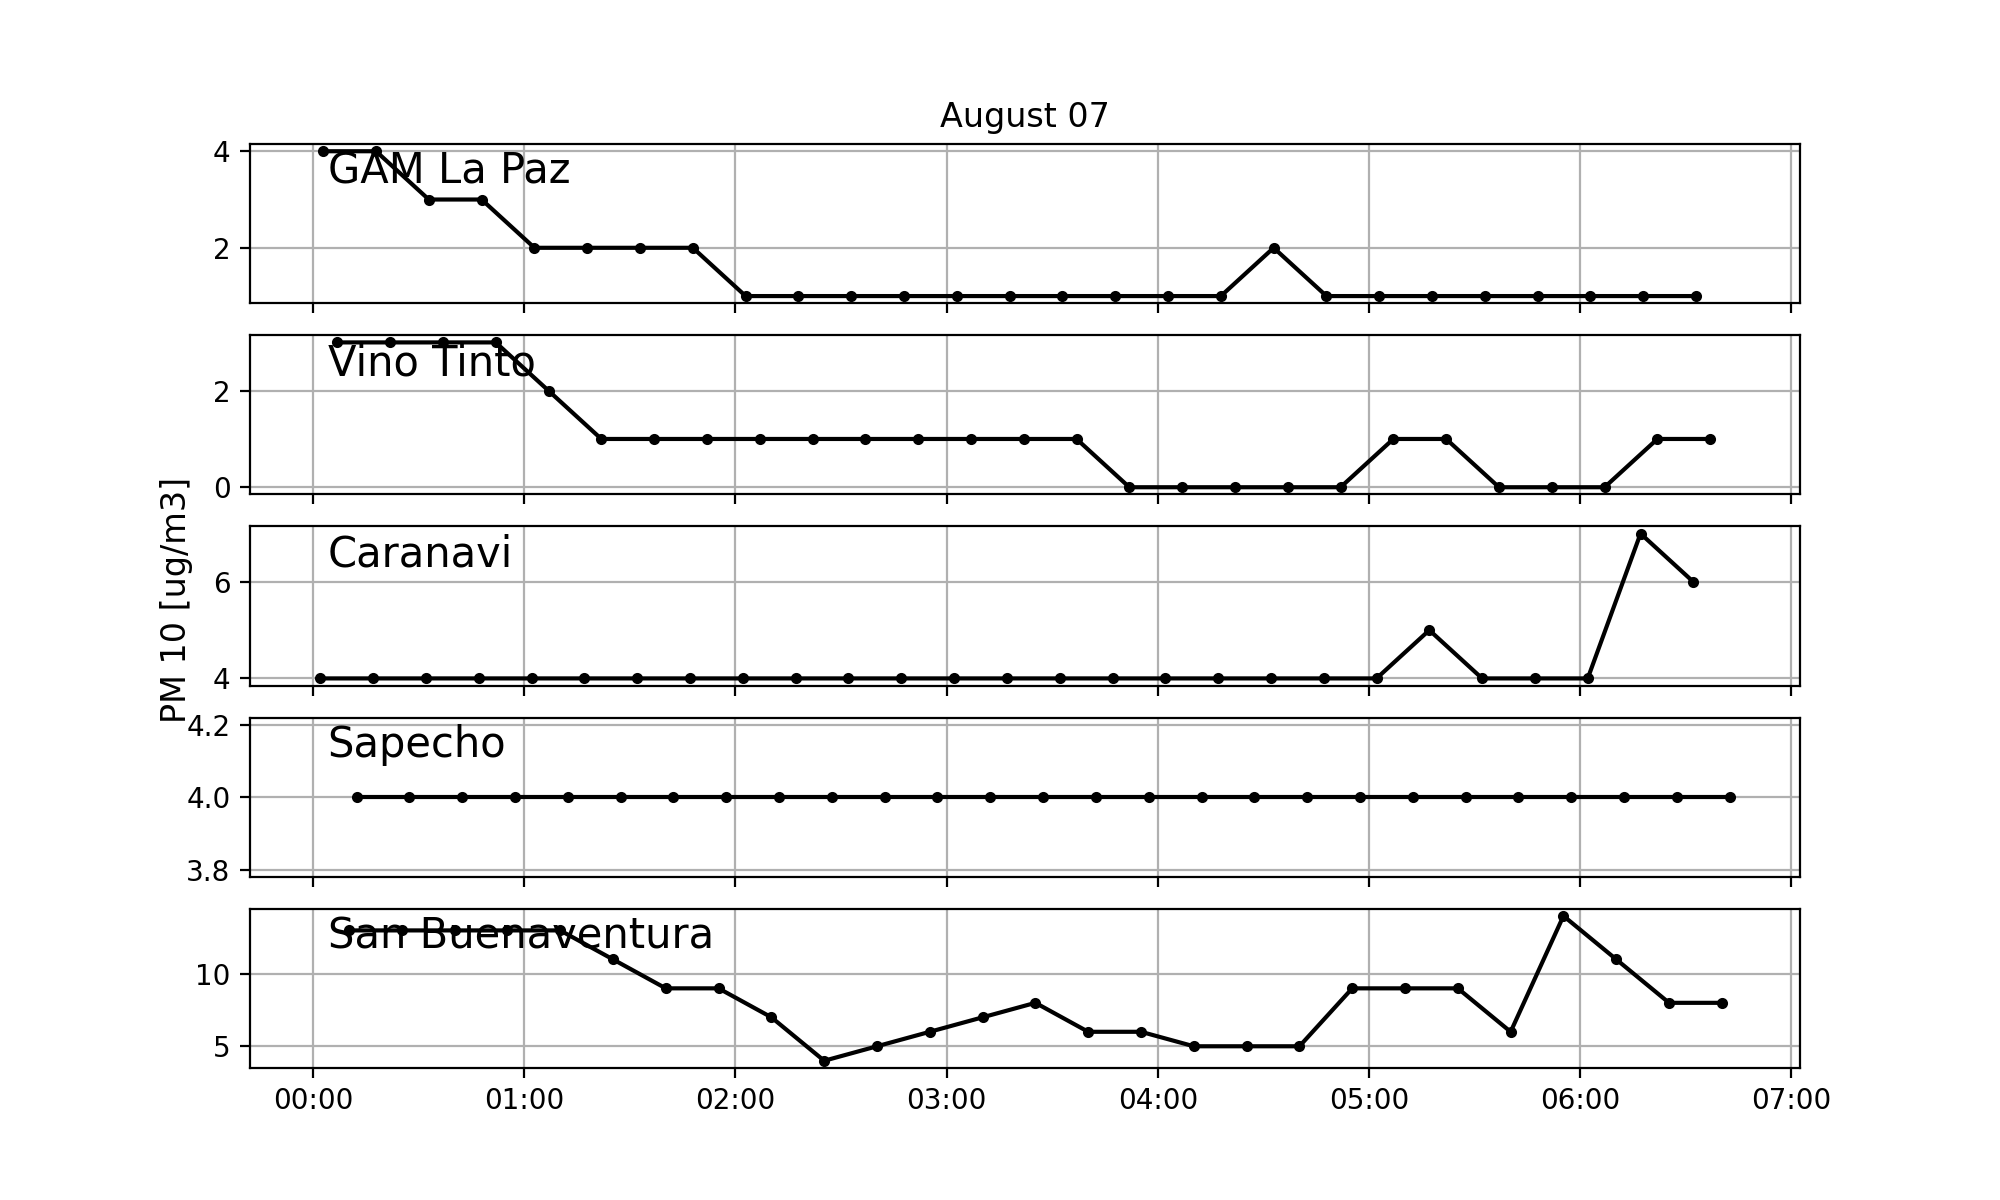 August 07
PM 10 [ug/m3]
4
2
GAM La Paz
2
0
Vino Tinto
6
4
Caranavi
4.2
4.0
3.8
Sapecho
10
5
San Buenaventura
00:00 01:00 02:00 03:00 04:00 05:00 06:00 07:00